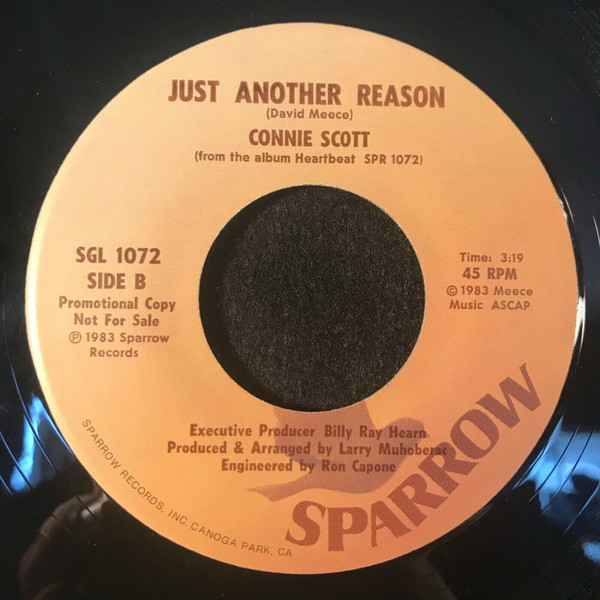 JUST ANOTHER REASON
(David Meece)
CONNIE SCOTT
(from the album Heartbeat SPR 1072)
SGL 1072
SIDE B
Promotional Copy
Not For Sale
℗ 1983 Sparrow
Records
Time: 3:19
45 RPM
© 1983 Meece
Music ASCAP
Executive Producer Billy Ray Hearn
Produced & Arranged by Larry Muhoberac
Engineered by Ron Capone
SPARROW
SPARROW RECORDS, INC. CANOGA PARK, CA